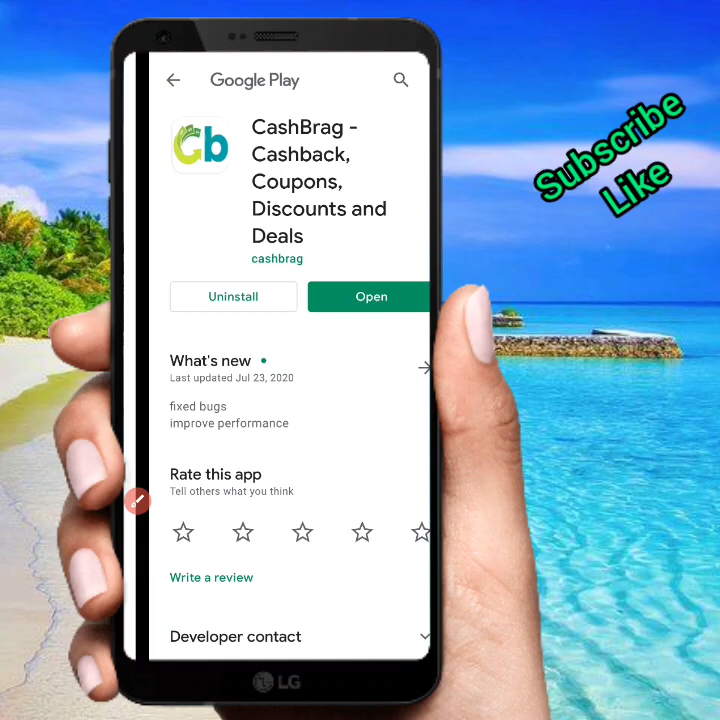 Google Play
CashBrag -
Cashback,
Coupons,
Discounts and
Deals
cashbrag
Uninstall
Open
What's new
Last updated Jul 23, 2020
fixed bugs
improve performance
Rate this app
Tell others what you think
Write a review
Developer contact
LG
Subscribe
Like
Gb